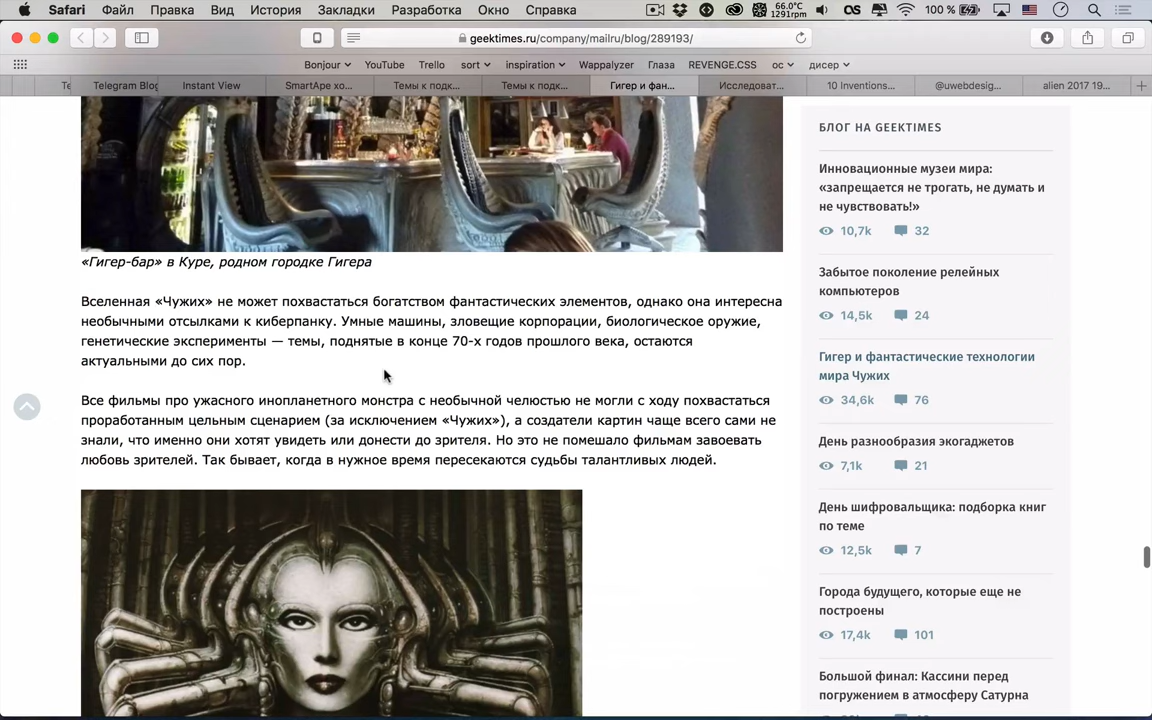 Safari Файл Правка Вид История Закладки Разработка Окно Справка 66.0°C 1291rpm 100 %
geektimes.ru/company/mailru/blog/289193/
Bonjour YouTube Trello sort inspiration Wappalyzer Глаза REVENGE.CSS ос дисер
Те Telegram Blog Instant View SmartApe хо... Темы к подк... Темы к подк... Гигер и фан... Исследоват... 10 Inventions... @uwebdesig... alien 2017 19...
«Гигер-бар» в Куре, родном городке Гигера
Вселенная «Чужих» не может похвастаться богатством фантастических элементов, однако она интересна
необычными отсылками к киберпанку. Умные машины, зловещие корпорации, биологическое оружие,
генетические эксперименты — темы, поднятые в конце 70-х годов прошлого века, остаются
актуальными до сих пор.
Все фильмы про ужасного инопланетного монстра с необычной челюстью не могли с ходу похвастаться
проработанным цельным сценарием (за исключением «Чужих»), а создатели картин чаще всего сами не
знали, что именно они хотят увидеть или донести до зрителя. Но это не помешало фильмам завоевать
любовь зрителей. Так бывает, когда в нужное время пересекаются судьбы талантливых людей.
БЛОГ НА GEEKTIMES
Инновационные музеи мира:
«запрещается не трогать, не думать и
не чувствовать!»
10,7k 32
Забытое поколение релейных
компьютеров
14,5k 24
Гигер и фантастические технологии
мира Чужих
34,6k 76
День разнообразия экогаджетов
7,1k 21
День шифровальщика: подборка книг
по теме
12,5k 7
Города будущего, которые еще не
построены
17,4k 101
Большой финал: Кассини перед
погружением в атмосферу Сатурна